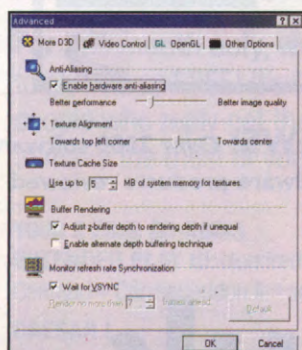 Advanced
More D3D Video Control GL OpenGL Other Options
Anti-Aliasing
Enable hardware anti-aliasing
Better performance Better image quality
Texture Alignment
Towards top left corner Towards center
Texture Cache Size
Use up to 5 MB of system memory for textures
Buffer Rendering
Adjust z-buffer depth to rendering depth if unequal
Enable alternate depth buffering technique
Monitor refresh rate Synchronization
Wait for VSYNC
Render no more than 7 frames ahead
Default
OK Cancel